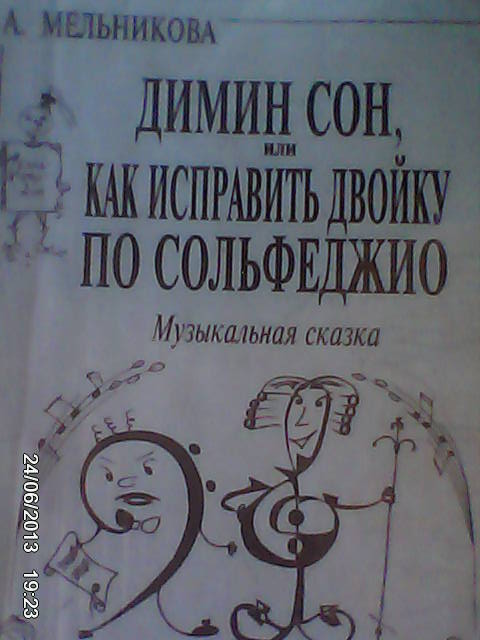 А. МЕЛЬНИКОВА
ДИМИН СОН,
или
КАК ИСПРАВИТЬ ДВОЙКУ
ПО СОЛЬФЕДЖИО
Музыкальная сказка
24/06/2013 19:23